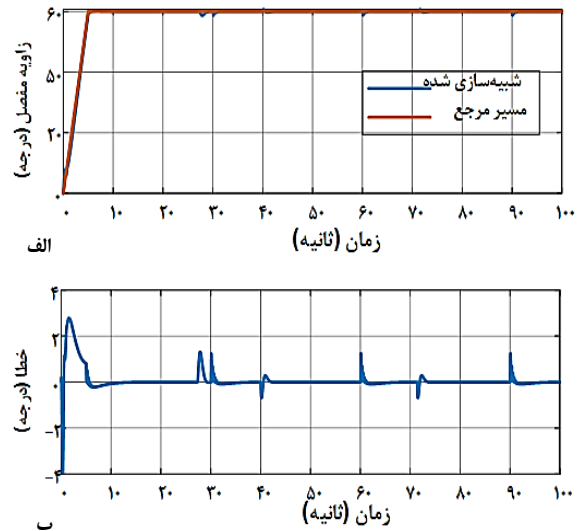 ۶۰
۵۰
۲۰
۰
زاویه مفصل (درجه)
شبیه‌سازی شده
مسیر مرجع
۰ ۱۰ ۲۰ ۳۰ ۴۰ ۵۰ ۶۰ ۷۰ ۸۰ ۹۰ ۱۰۰
زمان (ثانیه)
الف
۴
۲
۰
-۲
-۴
خطا (درجه)
۰ ۱۰ ۲۰ ۳۰ ۴۰ ۵۰ ۶۰ ۷۰ ۸۰ ۹۰ ۱۰۰
زمان (ثانیه)
ب